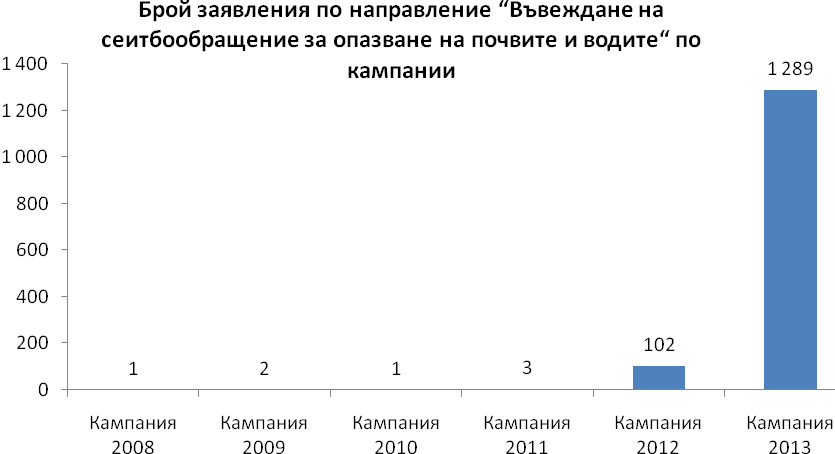 Брой заявления по направление “Въвеждане на
сеитбообращение за опазване на почвите и водите“ по
кампании
1 400
1 200
1 000
800
600
400
200
0
1
2
1
3
102
1 289
Кампания 2008
Кампания 2009
Кампания 2010
Кампания 2011
Кампания 2012
Кампания 2013